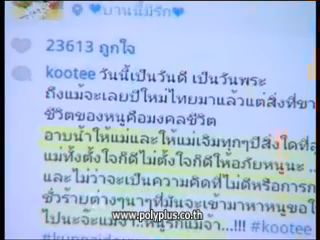 บ้านนี้มีรัก
23613 ถูกใจ
kootee วันนี้เป็นวันดี เป็นวันพระ
ถึงแม้จะเลยปีใหม่ไทยมาแล้วแต่สิ่งที่ขา
ชีวิตของหนูคือมงคลชีวิต
อาบน้ำให้แม่และให้แม่เจิมทุกๆปีสิ่งใดที่ลู
แม่ทั้งตั้งใจก็ดีไม่ตั้งใจก็ดีให้อภัยหนูนะ
และไม่ว่าจะเป็นความคิดที่ไม่ดีหรือการก
ชั่วร้ายต่างๆนาๆที่มันจะเข้ามาหาหนูขอใ
ไปนะจ๊ะแม่จ๋า..หนูรักแม่จ๋า...!!! #kootee
www.polyplus.co.th